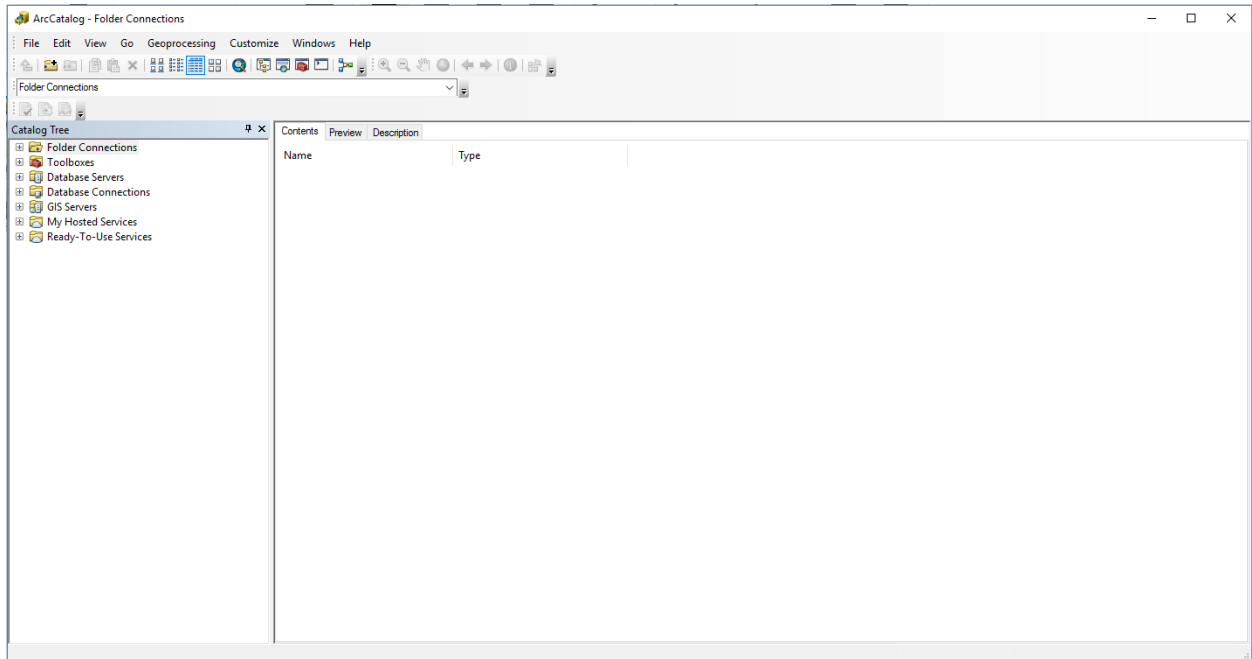 ArcCatalog - Folder Connections
File Edit View Go Geoprocessing Customize Windows Help
Folder Connections
Catalog Tree
Contents Preview Description
Folder Connections
Name Type
Toolboxes
Database Servers
Database Connections
GIS Servers
My Hosted Services
Ready-To-Use Services